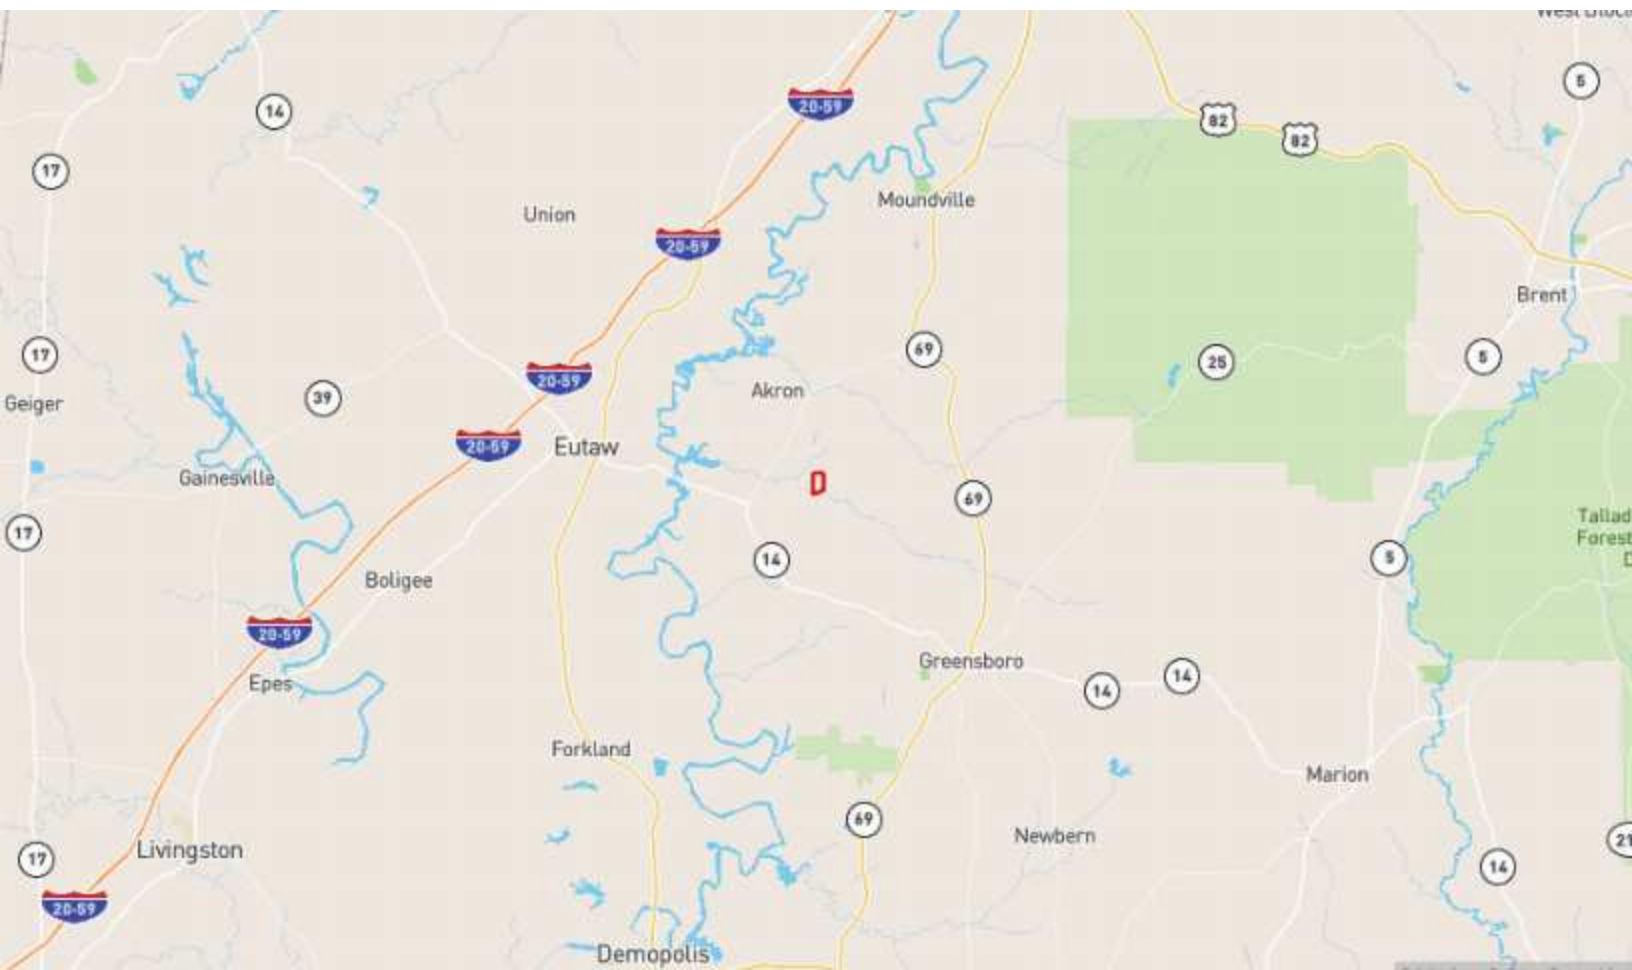 West Bloc
5
20-59
14
82
82
17
Moundville
Union
20-59
Brent
69
17
5
25
20-59
Akron
39
Geiger
20-59
Eutaw
Gainesville
69
Tallad
17
Forest
D
5
14
Boligee
20-59
Greensboro
14
14
Epes
Forkland
Marion
69
Newbern
21
Livingston
17
14
20-59
Demopolis